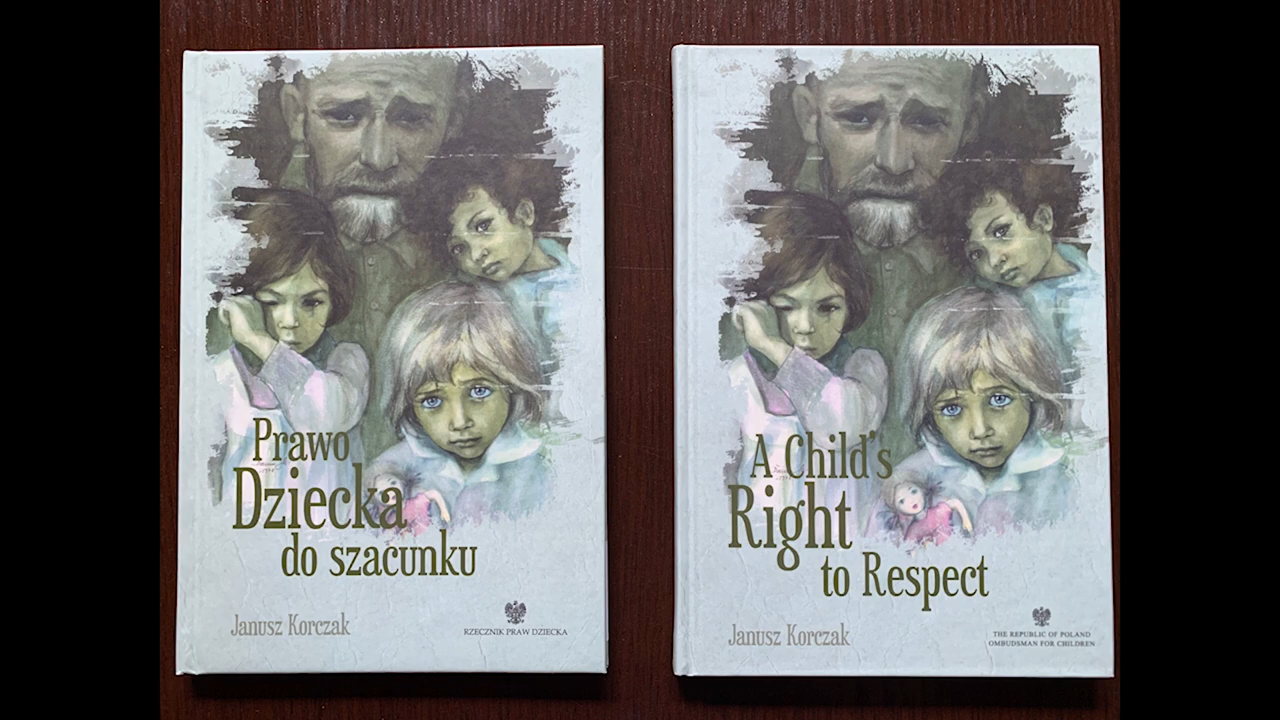 Prawo
Dziecka
do szacunku
Janusz Korczak
RZECZNIK PRAW DZIECKA
A Child's
Right
to Respect
Janusz Korczak
THE REPUBLIC OF POLAND
OMBUDSMAN FOR CHILDREN